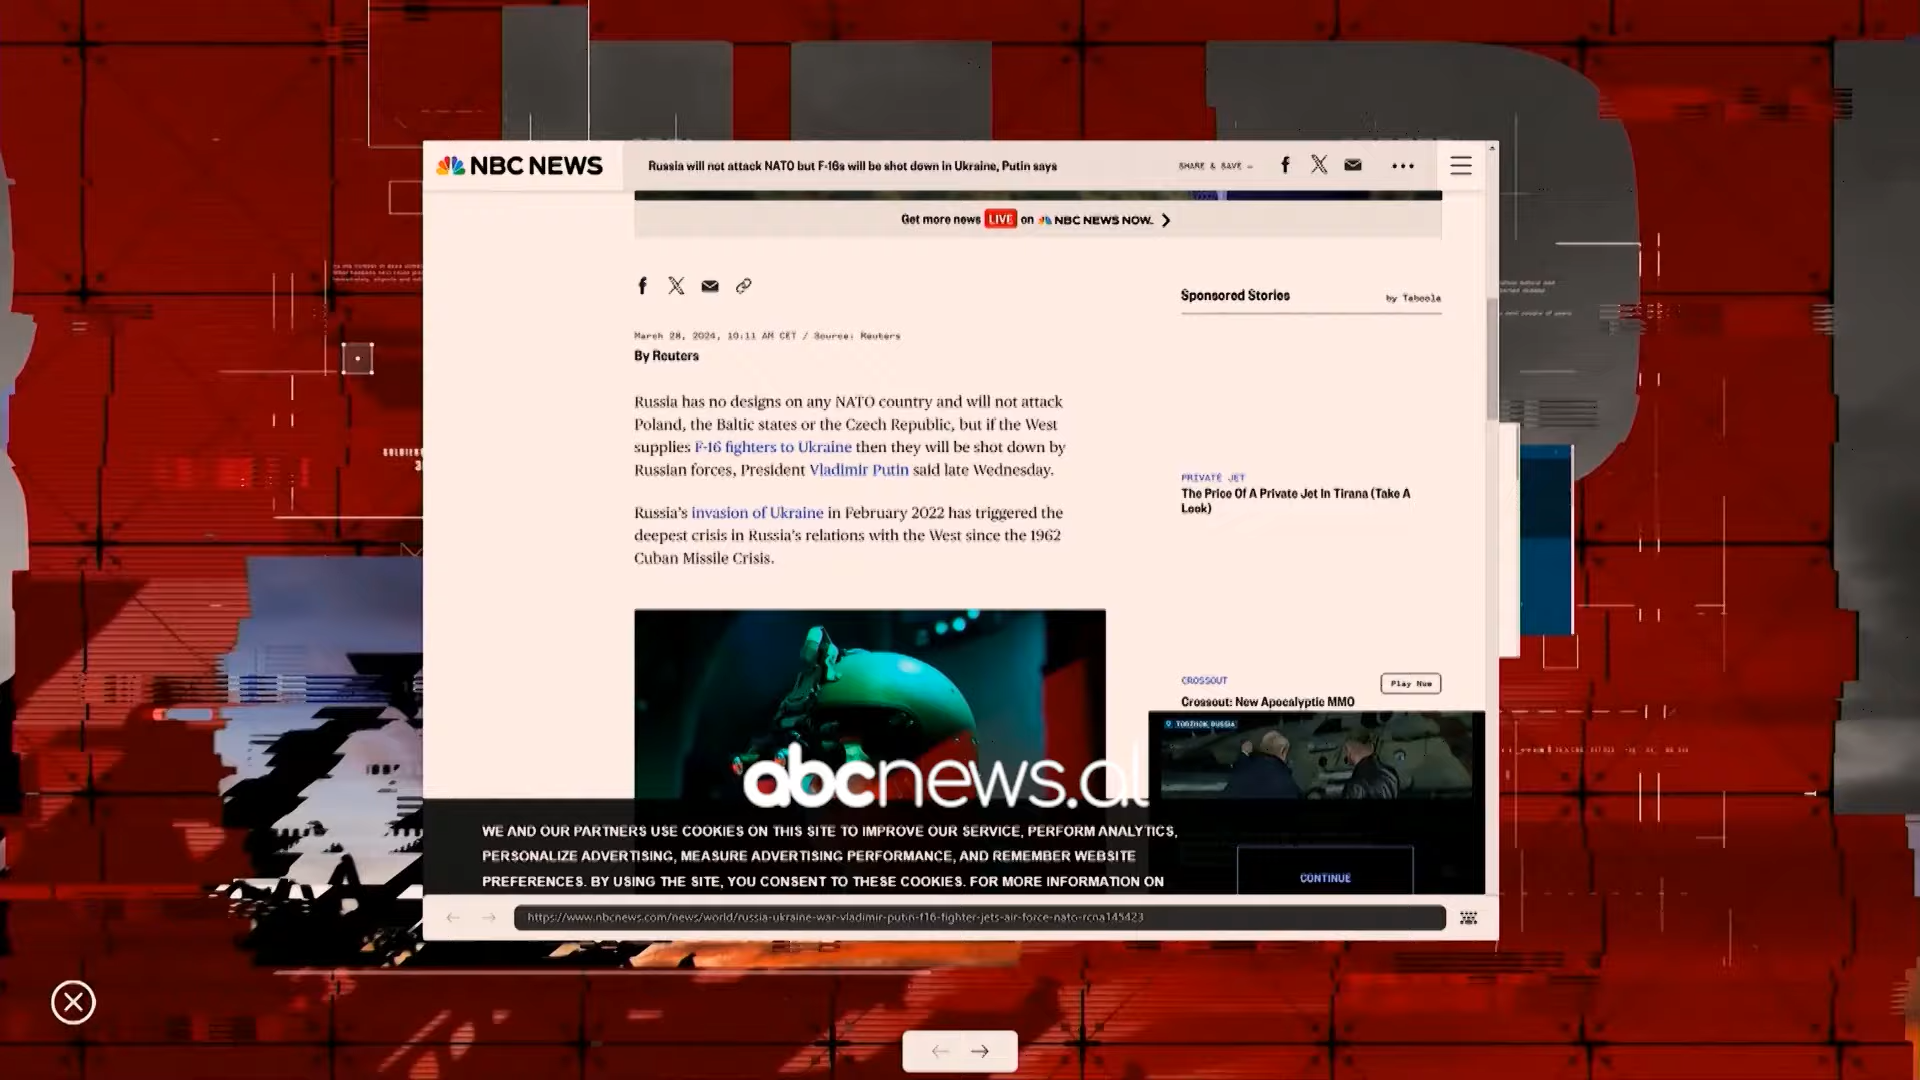 NBC NEWS
Russia will not attack NATO but F-16s will be shot down in Ukraine, Putin says
SHARE & SAVE –
Get more news LIVE on NBC NEWS NOW.
Sponsored Stories
by Taboola
March 28, 2024, 10:11 AM CET / Source: Reuters
By Reuters
Russia has no designs on any NATO country and will not attack
Poland, the Baltic states or the Czech Republic, but if the West
supplies F-16 fighters to Ukraine then they will be shot down by
Russian forces, President Vladimir Putin said late Wednesday.
Russia's invasion of Ukraine in February 2022 has triggered the
deepest crisis in Russia's relations with the West since the 1962
Cuban Missile Crisis.
PRIVATE JET
The Price Of A Private Jet In Tirana (Take A
Look)
CROSSOUT
Play Now
Crossout: New Apocalyptic MMO
TORZHOK, RUSSIA
abcnews.al
WE AND OUR PARTNERS USE COOKIES ON THIS SITE TO IMPROVE OUR SERVICE, PERFORM ANALYTICS,
PERSONALIZE ADVERTISING, MEASURE ADVERTISING PERFORMANCE, AND REMEMBER WEBSITE
PREFERENCES. BY USING THE SITE, YOU CONSENT TO THESE COOKIES. FOR MORE INFORMATION ON
CONTINUE
https://www.nbcnews.com/news/world/russia-ukraine-war-vladimir-putin-f16-fighter-jets-air-force-nato-rcna145423